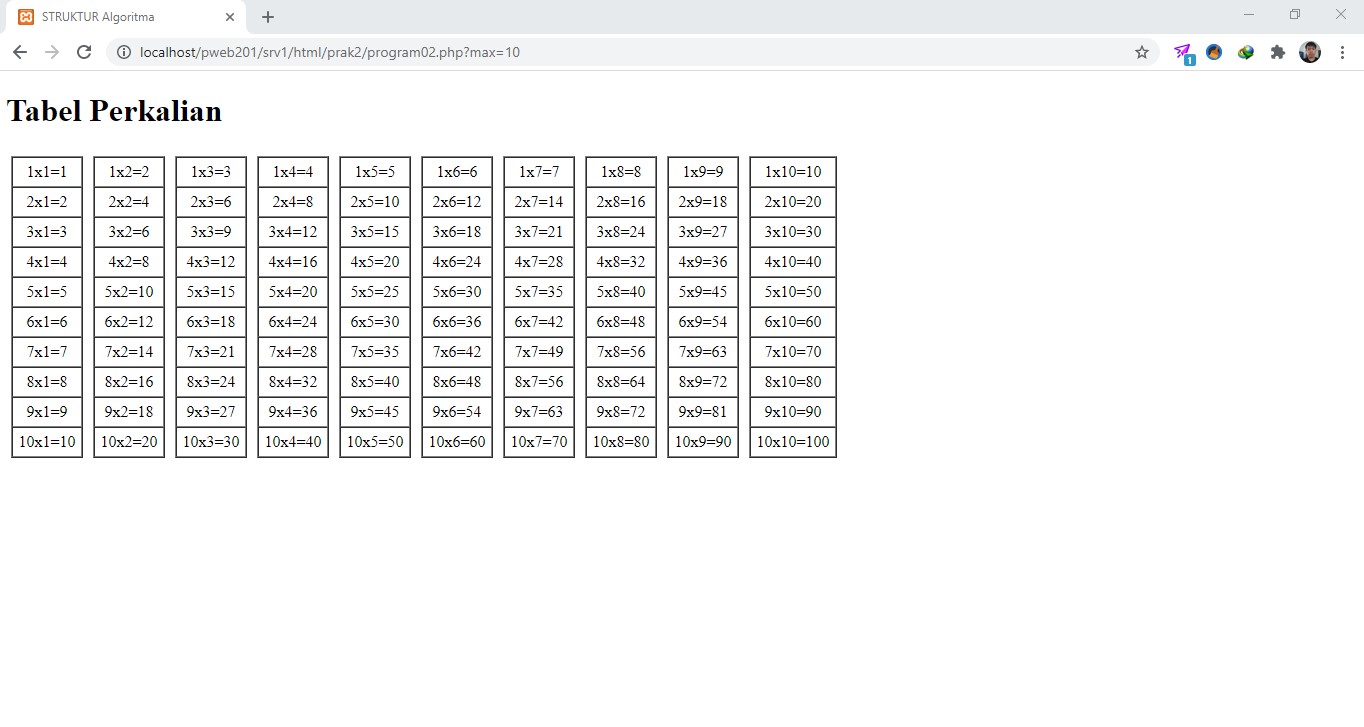 STRUKTUR Algoritma
localhost/pweb201/srv1/html/prak2/program02.php?max=10
1
Tabel Perkalian
1x1=1 1x2=2 1x3=3 1x4=4 1x5=5 1x6=6 1x7=7 1x8=8 1x9=9 1x10=10
2x1=2 2x2=4 2x3=6 2x4=8 2x5=10 2x6=12 2x7=14 2x8=16 2x9=18 2x10=20
3x1=3 3x2=6 3x3=9 3x4=12 3x5=15 3x6=18 3x7=21 3x8=24 3x9=27 3x10=30
4x1=4 4x2=8 4x3=12 4x4=16 4x5=20 4x6=24 4x7=28 4x8=32 4x9=36 4x10=40
5x1=5 5x2=10 5x3=15 5x4=20 5x5=25 5x6=30 5x7=35 5x8=40 5x9=45 5x10=50
6x1=6 6x2=12 6x3=18 6x4=24 6x5=30 6x6=36 6x7=42 6x8=48 6x9=54 6x10=60
7x1=7 7x2=14 7x3=21 7x4=28 7x5=35 7x6=42 7x7=49 7x8=56 7x9=63 7x10=70
8x1=8 8x2=16 8x3=24 8x4=32 8x5=40 8x6=48 8x7=56 8x8=64 8x9=72 8x10=80
9x1=9 9x2=18 9x3=27 9x4=36 9x5=45 9x6=54 9x7=63 9x8=72 9x9=81 9x10=90
10x1=10 10x2=20 10x3=30 10x4=40 10x5=50 10x6=60 10x7=70 10x8=80 10x9=90 10x10=100